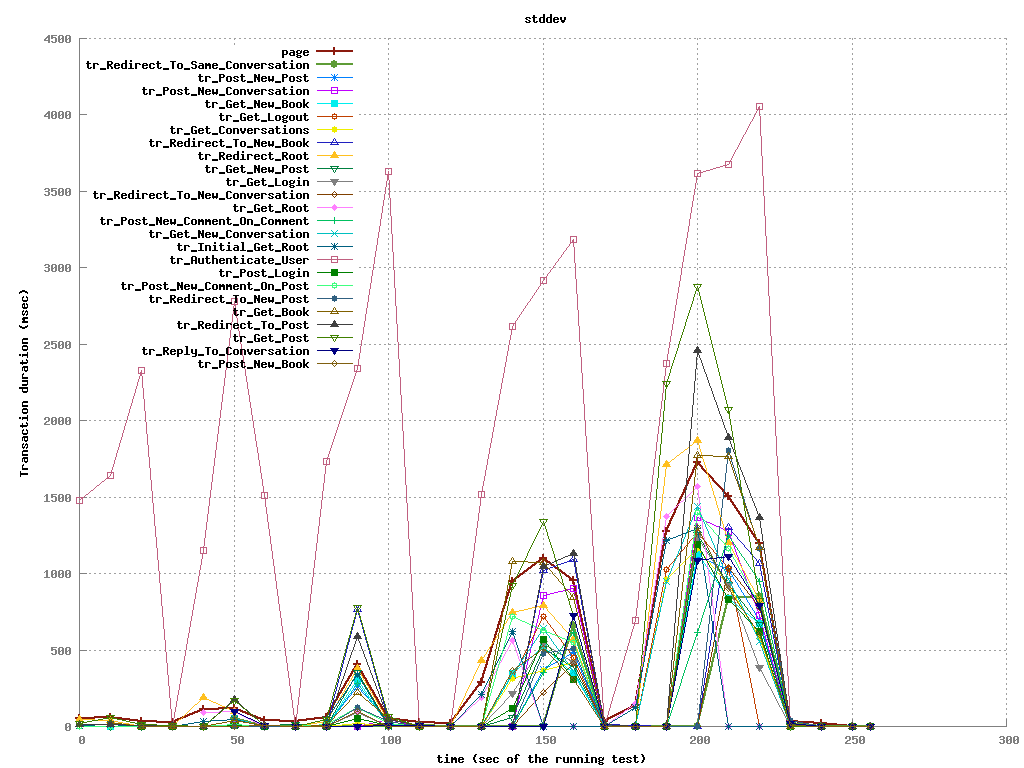 stddev
4500
4000
3500
3000
2500
2000
1500
1000
500
0
Transaction duration (msec)
page
tr_Redirect_To_Same_Conversation
tr_Post_New_Post
tr_Post_New_Conversation
tr_Get_New_Book
tr_Get_Logout
tr_Get_Conversations
tr_Redirect_To_New_Book
tr_Redirect_Root
tr_Get_New_Post
tr_Get_Login
tr_Redirect_To_New_Conversation
tr_Get_Root
tr_Post_New_Comment_On_Comment
tr_Get_New_Conversation
tr_Initial_Get_Root
tr_Authenticate_User
tr_Post_Login
tr_Post_New_Comment_On_Post
tr_Redirect_To_New_Post
tr_Get_Book
tr_Redirect_To_Post
tr_Get_Post
tr_Reply_To_Conversation
tr_Post_New_Book
0 50 100 150 200 250 300
time (sec of the running test)